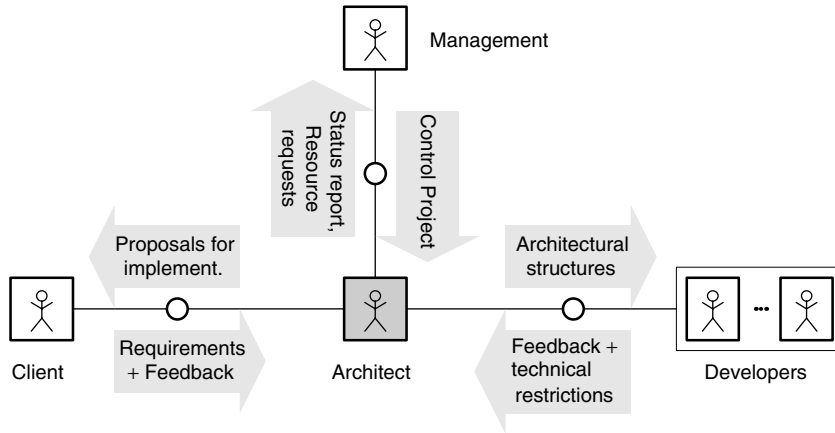 Management
Status report,
Resource
requests
Control Project
Proposals for
implement.
Architectural
structures
Requirements
+ Feedback
Feedback +
technical
restrictions
Client
Architect
Developers